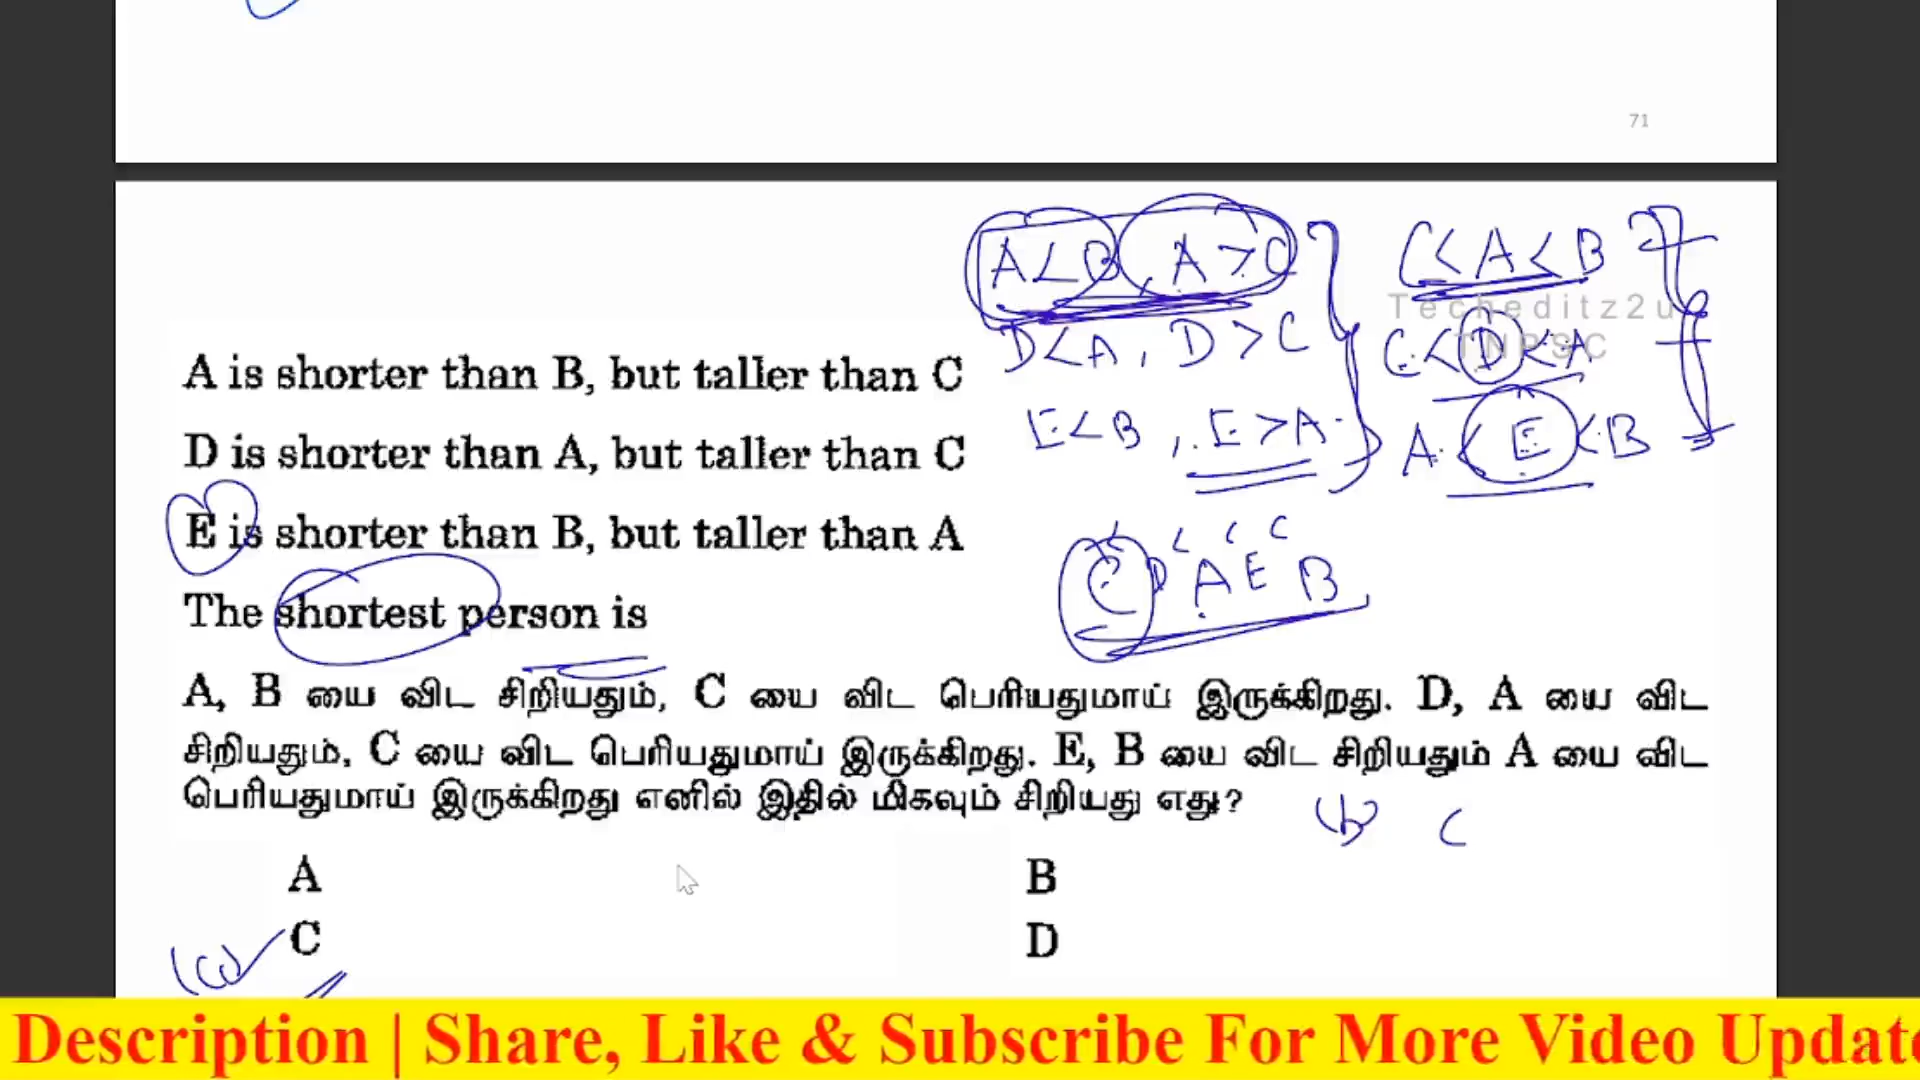 71
A<B , A>C C<A<B
Techeditz2u
TNPSC
D<A , D>C C<D<A
E<B , E>A A<E<B
A is shorter than B, but taller than C
D is shorter than A, but taller than C
E is shorter than B, but taller than A
C < D < A < E < B
The shortest person is
A, B யை விட சிறியதும், C யை விட பெரியதுமாய் இருக்கிறது. D, A யை விட
சிறியதும், C யை விட பெரியதுமாய் இருக்கிறது. E, B யை விட சிறியதும் A யை விட
பெரியதுமாய் இருக்கிறது எனில் இதில் மிகவும் சிறியது எது?
(b) C
A B
C D
Description | Share, Like & Subscribe For More Video Update